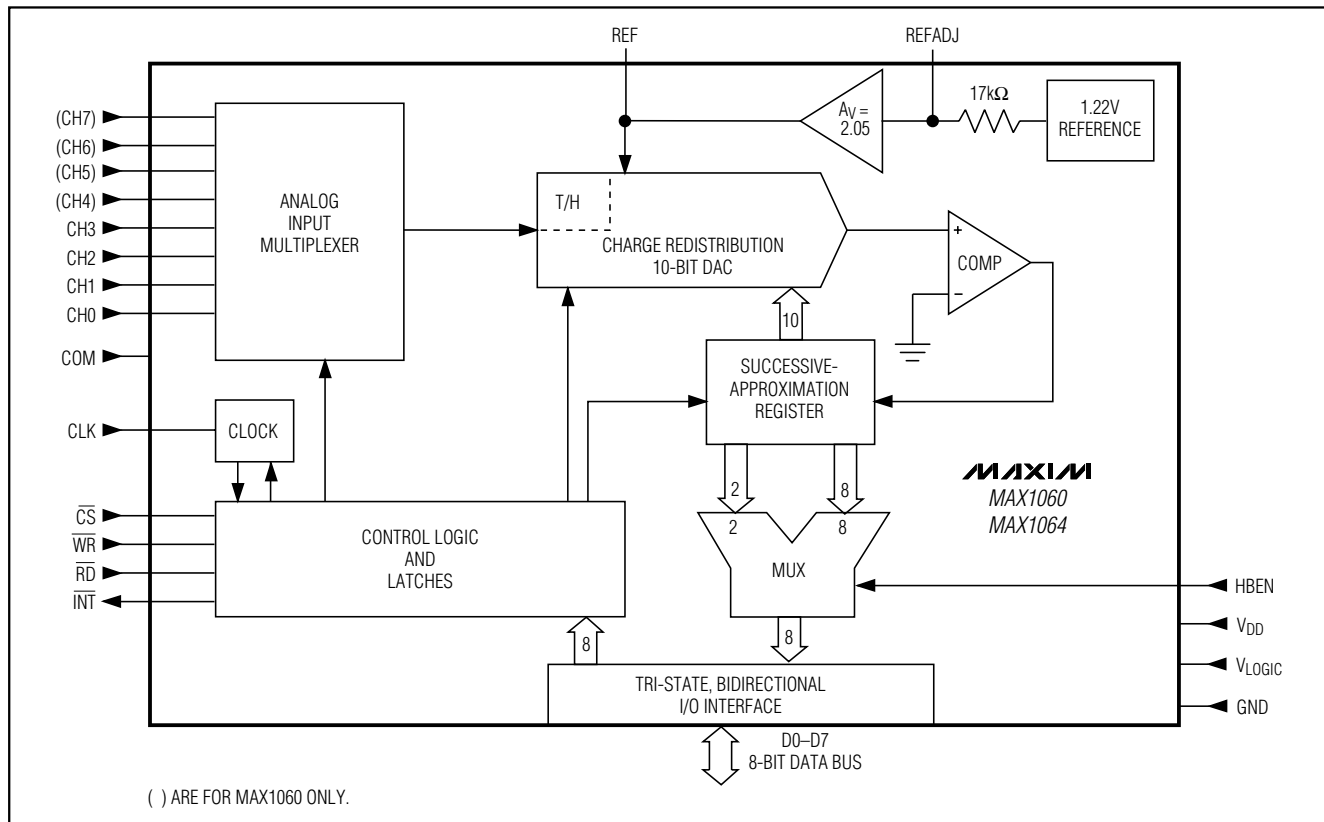 REF
REFADJ
(CH7)
(CH6)
(CH5)
(CH4)
CH3
CH2
CH1
CH0
COM
CLK
CS
WR
RD
INT
ANALOG
INPUT
MULTIPLEXER
CLOCK
CONTROL LOGIC
AND
LATCHES
T/H
CHARGE REDISTRIBUTION
10-BIT DAC
AV =
2.05
17kΩ
1.22V
REFERENCE
+
COMP
−
10
SUCCESSIVE-
APPROXIMATION
REGISTER
2
8
2
8
MUX
8
8
TRI-STATE, BIDIRECTIONAL
I/O INTERFACE
MAXIM
MAX1060
MAX1064
HBEN
VDD
VLOGIC
GND
D0–D7
8-BIT DATA BUS
( ) ARE FOR MAX1060 ONLY.